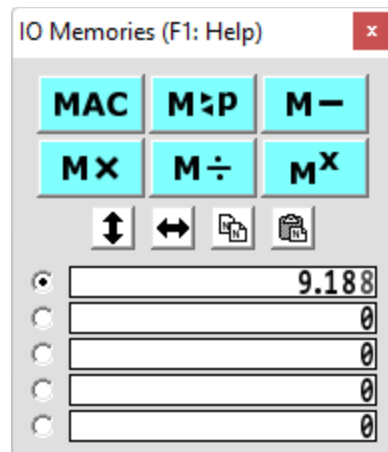 IO Memories (F1: Help) x
MAC M▸P M−
M× M÷ Mx
N N N
9.188
0
0
0
0